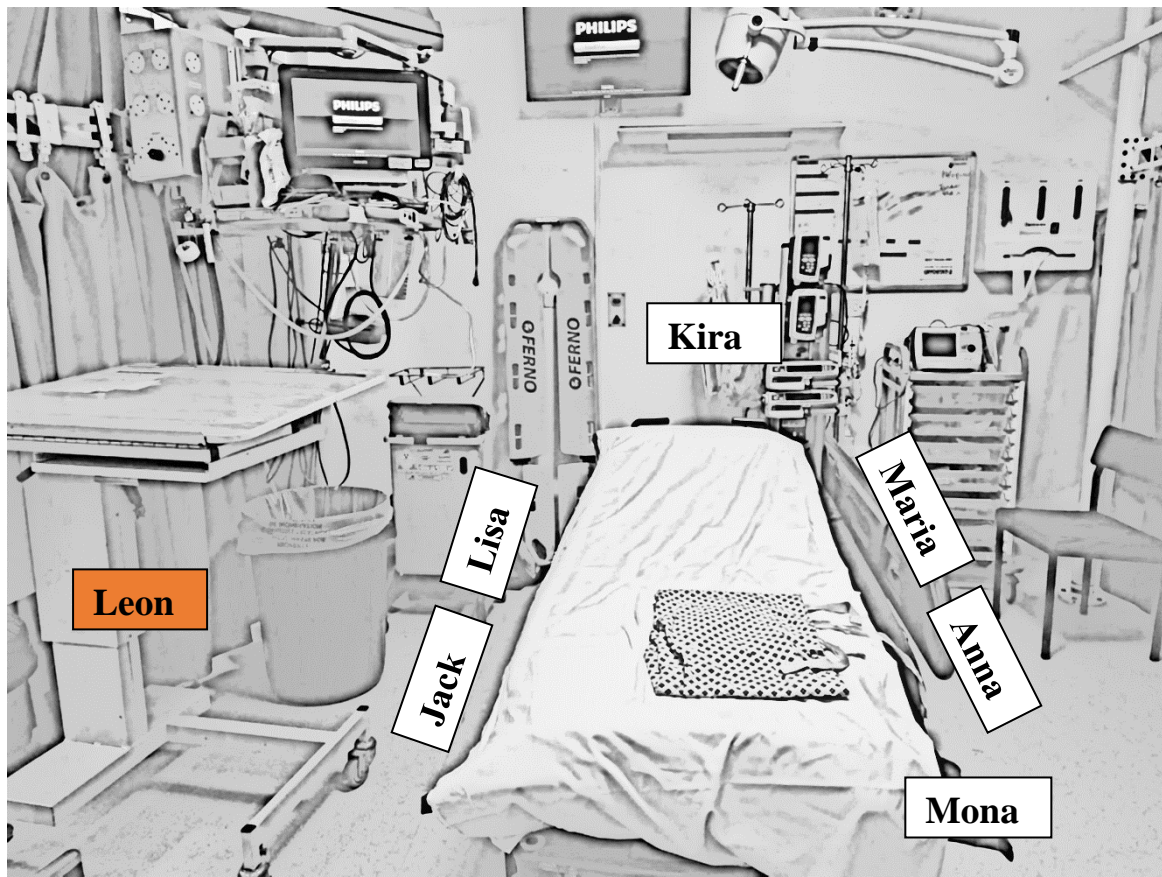 PHILIPS
PHILIPS
Kira
FERNO
FERNO
Maria
Lisa
Leon
Anna
Jack
Mona